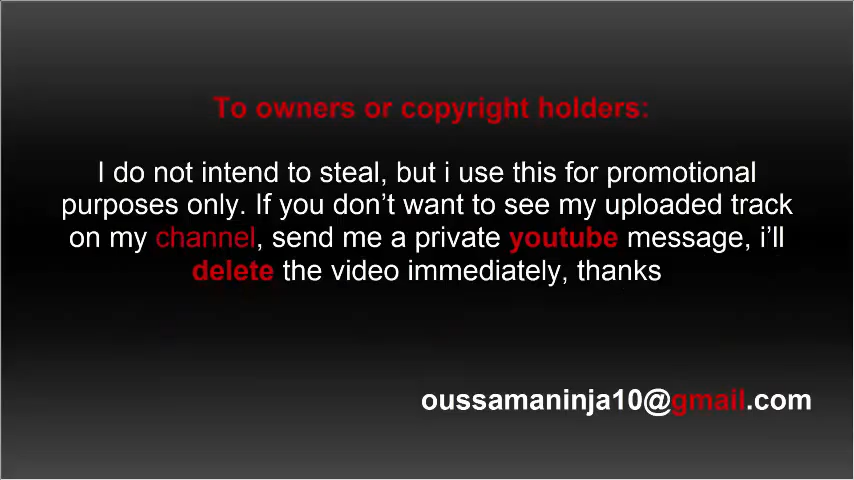 To owners or copyright holders:
I do not intend to steal, but i use this for promotional
purposes only. If you don’t want to see my uploaded track
on my channel, send me a private youtube message, i’ll
delete the video immediately, thanks
oussamaninja10@gmail.com